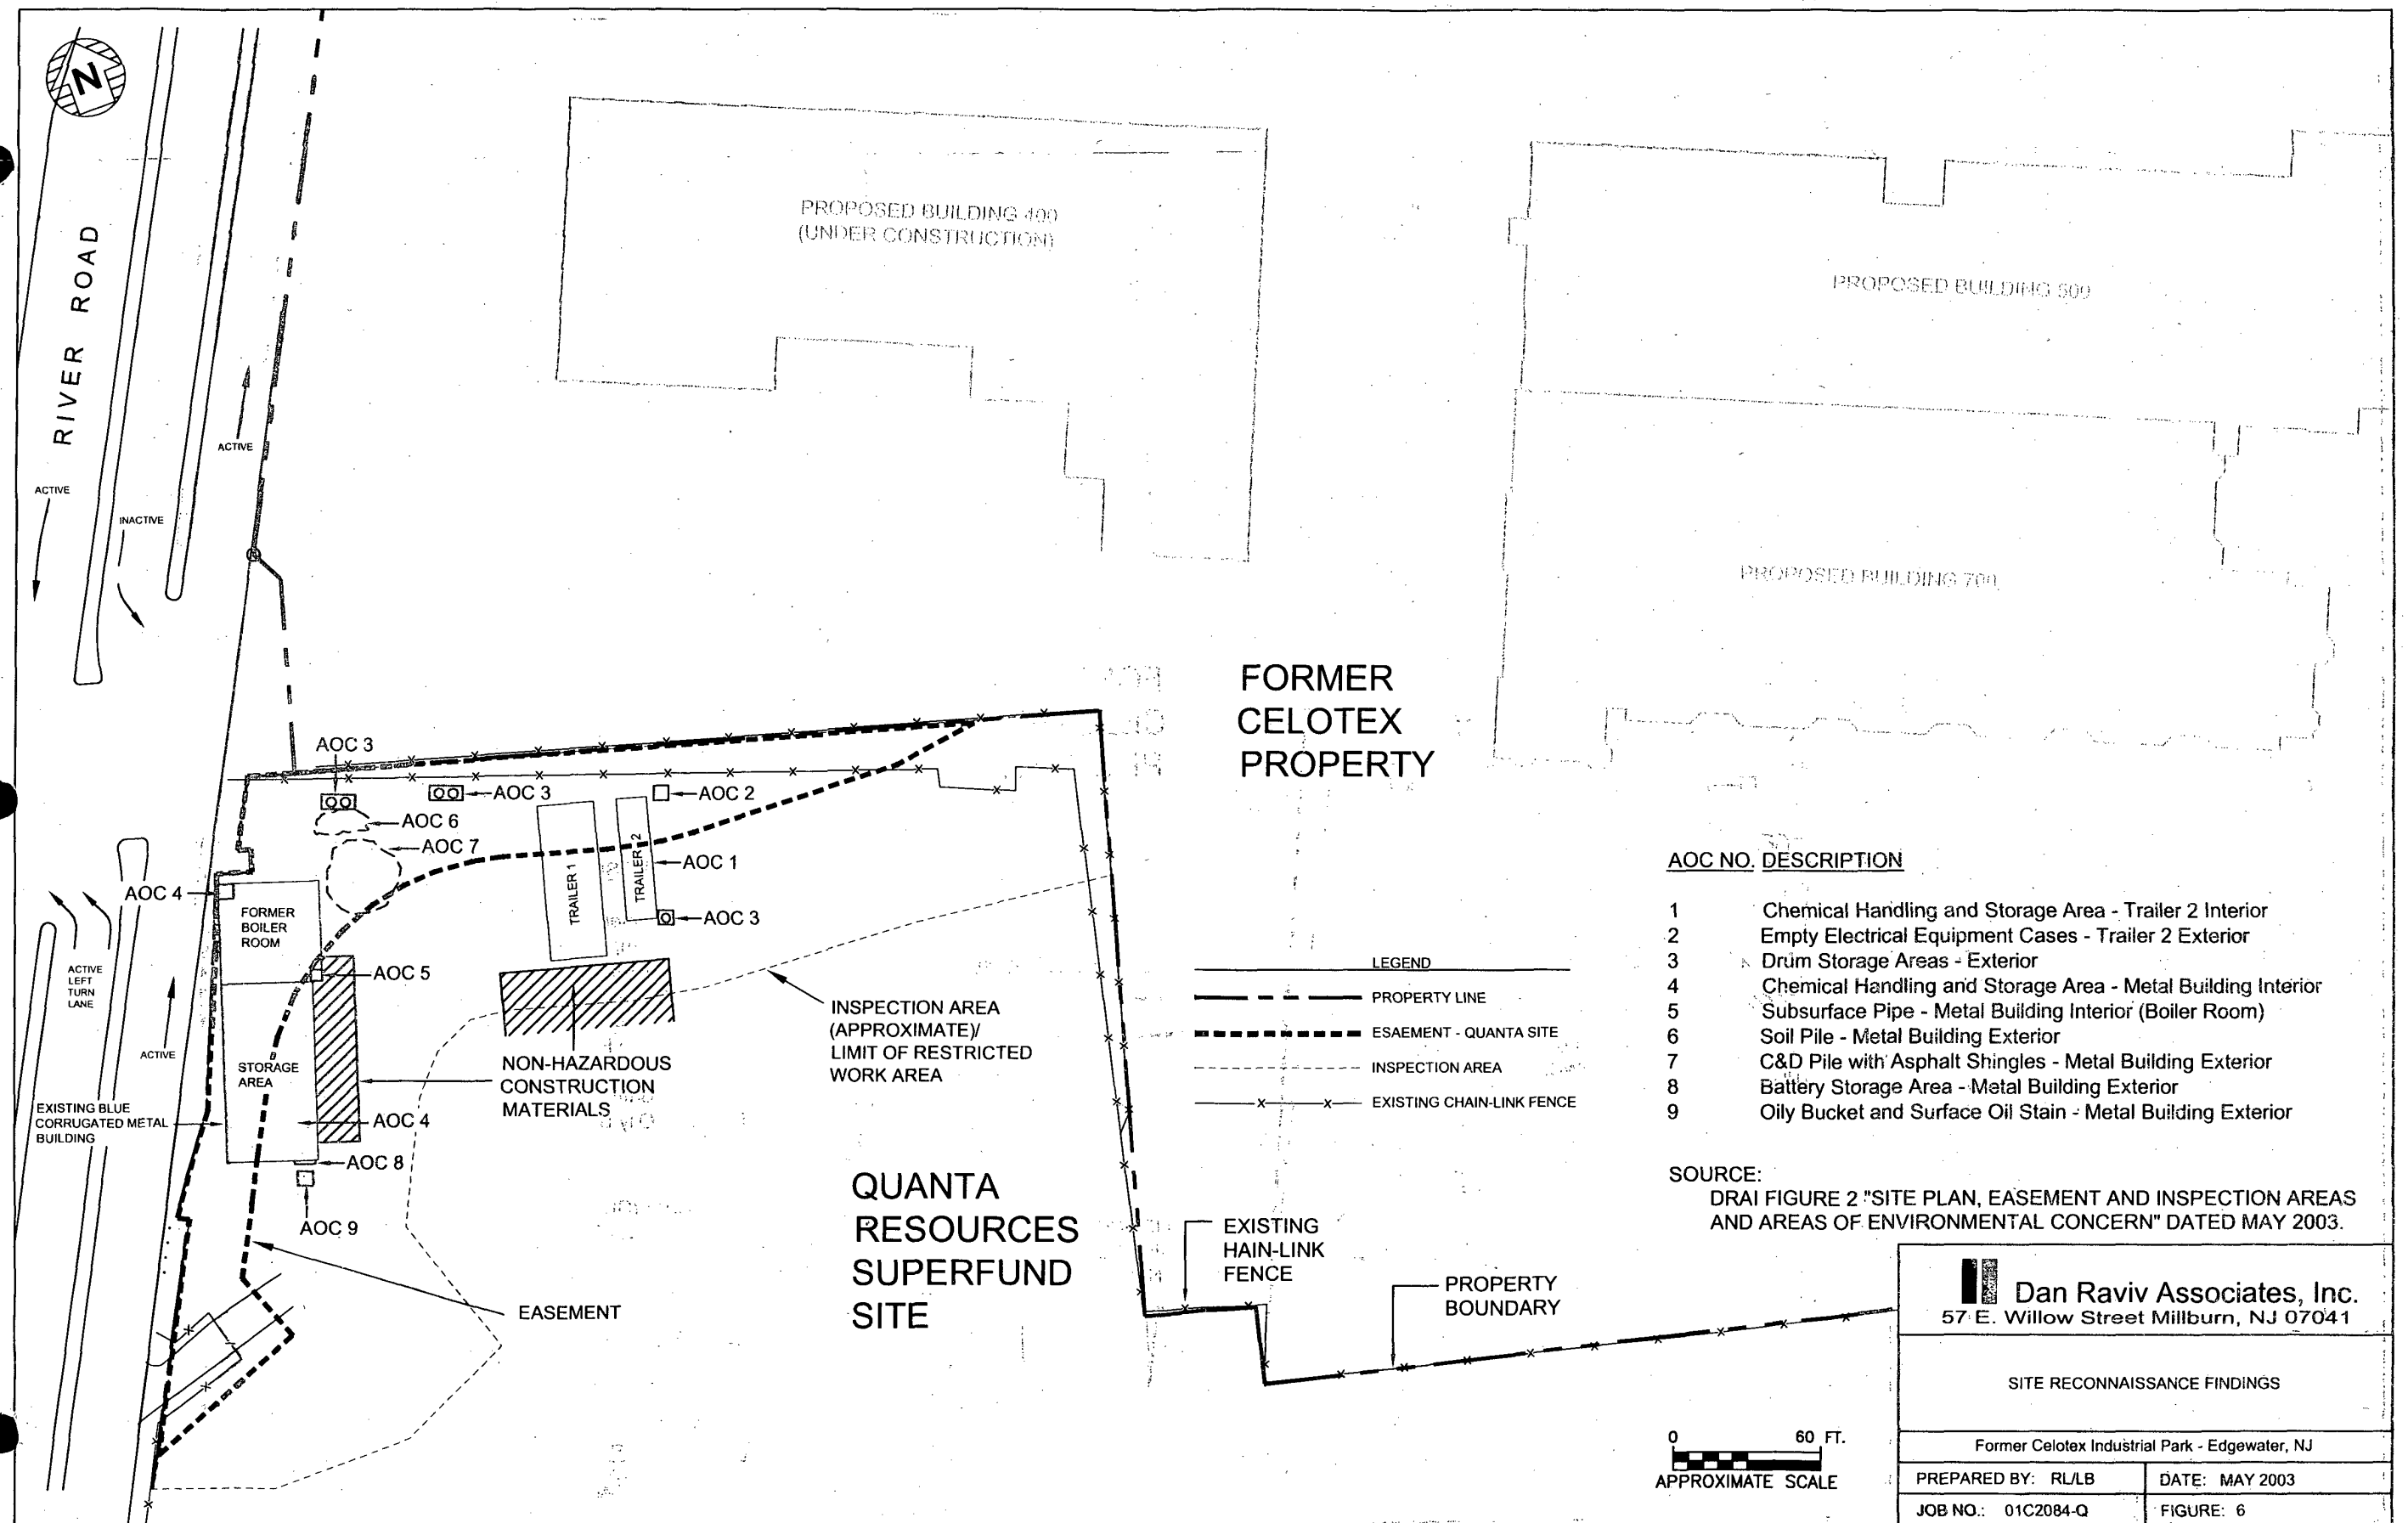 N
RIVER ROAD
ACTIVE
ACTIVE
INACTIVE
PROPOSED BUILDING 400
(UNDER CONSTRUCTION)
PROPOSED BUILDING 500
PROPOSED BUILDING 700
FORMER
CELOTEX
PROPERTY
AOC 3
AOC 3
AOC 2
AOC 6
AOC 7
AOC 1
AOC 3
TRAILER 1
TRAILER 2
AOC 4
FORMER
BOILER
ROOM
AOC 5
ACTIVE
LEFT
TURN
LANE
ACTIVE
STORAGE
AREA
EXISTING BLUE
CORRUGATED METAL
BUILDING
AOC 4
AOC 8
AOC 9
NON-HAZARDOUS
CONSTRUCTION
MATERIALS
INSPECTION AREA
(APPROXIMATE)/
LIMIT OF RESTRICTED
WORK AREA
EASEMENT
QUANTA
RESOURCES
SUPERFUND
SITE
EXISTING
HAIN-LINK
FENCE
PROPERTY
BOUNDARY
LEGEND
PROPERTY LINE
ESAEMENT - QUANTA SITE
INSPECTION AREA
EXISTING CHAIN-LINK FENCE
AOC NO. DESCRIPTION
1 Chemical Handling and Storage Area - Trailer 2 Interior
2 Empty Electrical Equipment Cases - Trailer 2 Exterior
3 Drum Storage Areas - Exterior
4 Chemical Handling and Storage Area - Metal Building Interior
5 Subsurface Pipe - Metal Building Interior (Boiler Room)
6 Soil Pile - Metal Building Exterior
7 C&D Pile with Asphalt Shingles - Metal Building Exterior
8 Battery Storage Area - Metal Building Exterior
9 Oily Bucket and Surface Oil Stain - Metal Building Exterior
SOURCE:
DRAI FIGURE 2 "SITE PLAN, EASEMENT AND INSPECTION AREAS
AND AREAS OF ENVIRONMENTAL CONCERN" DATED MAY 2003.
0 60 FT.
APPROXIMATE SCALE
Dan Raviv Associates, Inc.
57 E. Willow Street Millburn, NJ 07041
SITE RECONNAISSANCE FINDINGS
Former Celotex Industrial Park - Edgewater, NJ
PREPARED BY: RL/LB
DATE: MAY 2003
JOB NO.: 01C2084-Q
FIGURE: 6